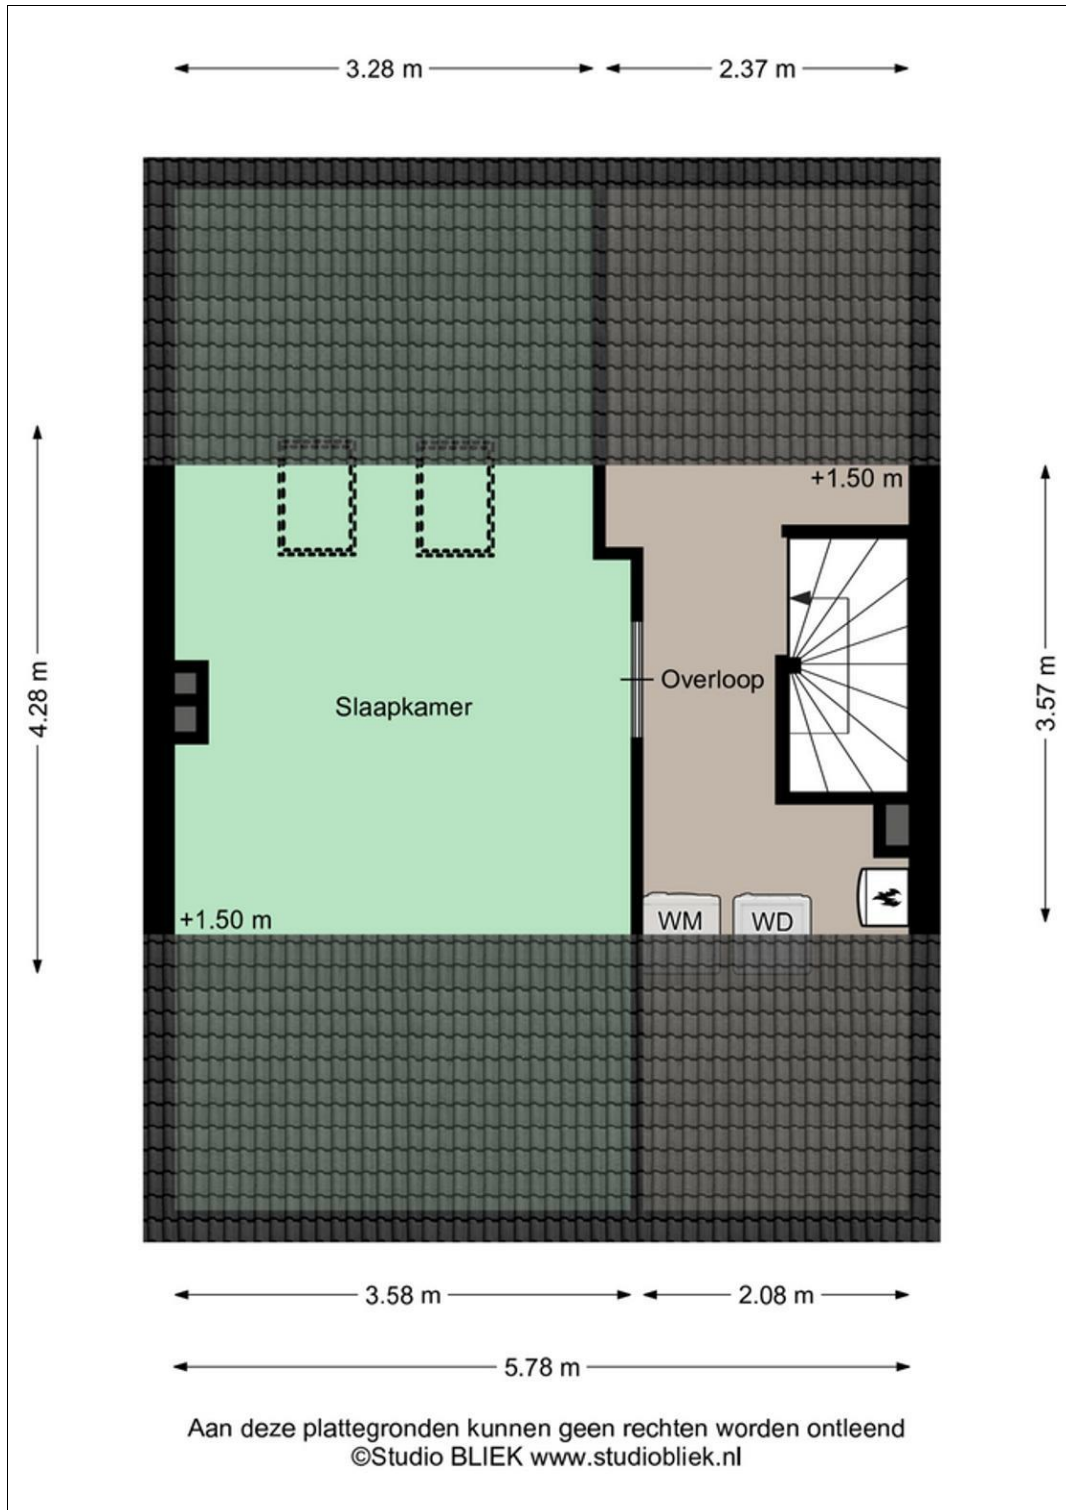 3.28 m
2.37 m
+1.50 m
4.28 m
3.57 m
Overloop
Slaapkamer
+1.50 m
WM
WD
3.58 m
2.08 m
5.78 m
Aan deze plattegronden kunnen geen rechten worden ontleend
©Studio BLIEK www.studiobliek.nl